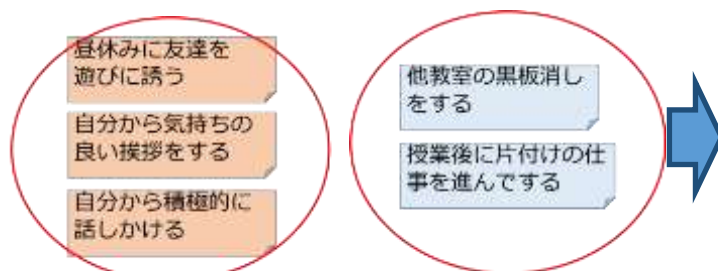 昼休みに友達を
遊びに誘う
自分から気持ちの
良い挨拶をする
自分から積極的に
話しかける
他教室の黒板消し
をする
授業後に片付けの仕
事を進んでする